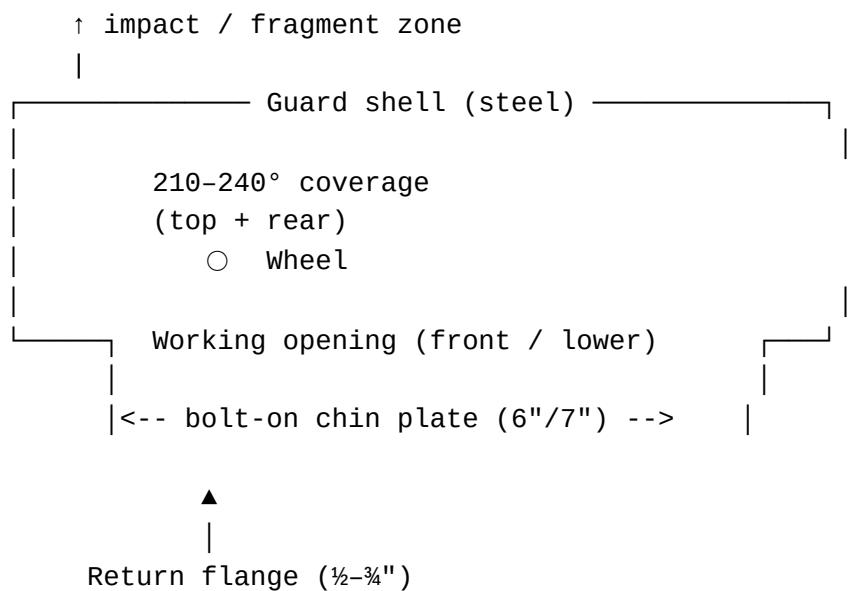 ↑ impact / fragment zone
Guard shell (steel)
210–240° coverage
(top + rear)
○ Wheel
Working opening (front / lower)
<-- bolt-on chin plate (6"/7") -->
▲
Return flange (½–¾")